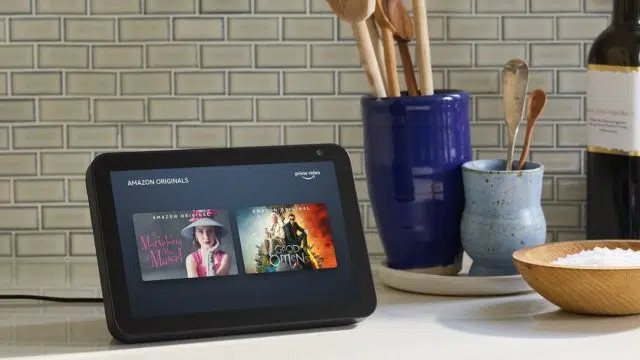 AMAZON ORIGINALS
prime video
AMAZON ORIGINAL
The
Marvelous
Mrs.
Maisel
AMAZON ORIGINAL
GOOD
OMENS